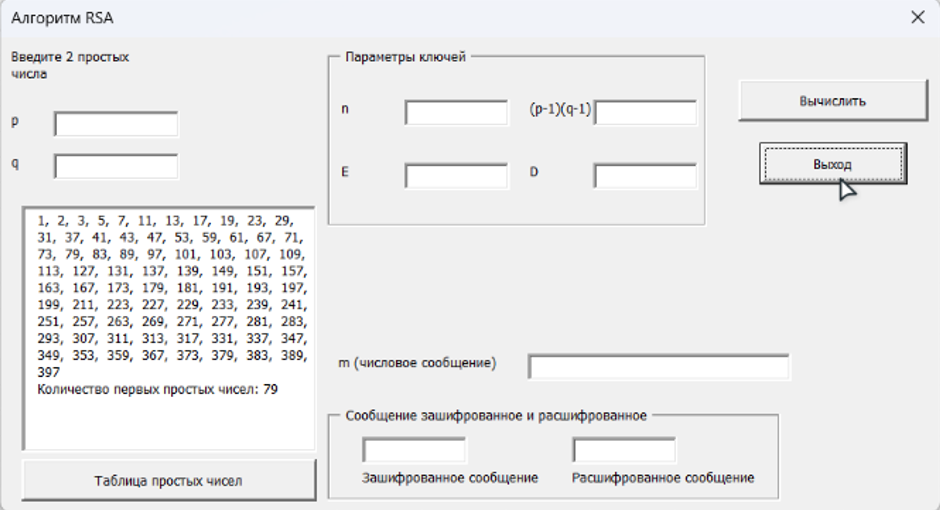 Алгоритм RSA
Введите 2 простых
числа
p
q
1, 2, 3, 5, 7, 11, 13, 17, 19, 23, 29,
31, 37, 41, 43, 47, 53, 59, 61, 67, 71,
73, 79, 83, 89, 97, 101, 103, 107, 109,
113, 127, 131, 137, 139, 149, 151, 157,
163, 167, 173, 179, 181, 191, 193, 197,
199, 211, 223, 227, 229, 233, 239, 241,
251, 257, 263, 269, 271, 277, 281, 283,
293, 307, 311, 313, 317, 331, 337, 347,
349, 353, 359, 367, 373, 379, 383, 389,
397
Количество первых простых чисел: 79
Таблица простых чисел
Параметры ключей
n
(p-1)(q-1)
E
D
Вычислить
Выход
m (числовое сообщение)
Сообщение зашифрованное и расшифрованное
Зашифрованное сообщение
Расшифрованное сообщение